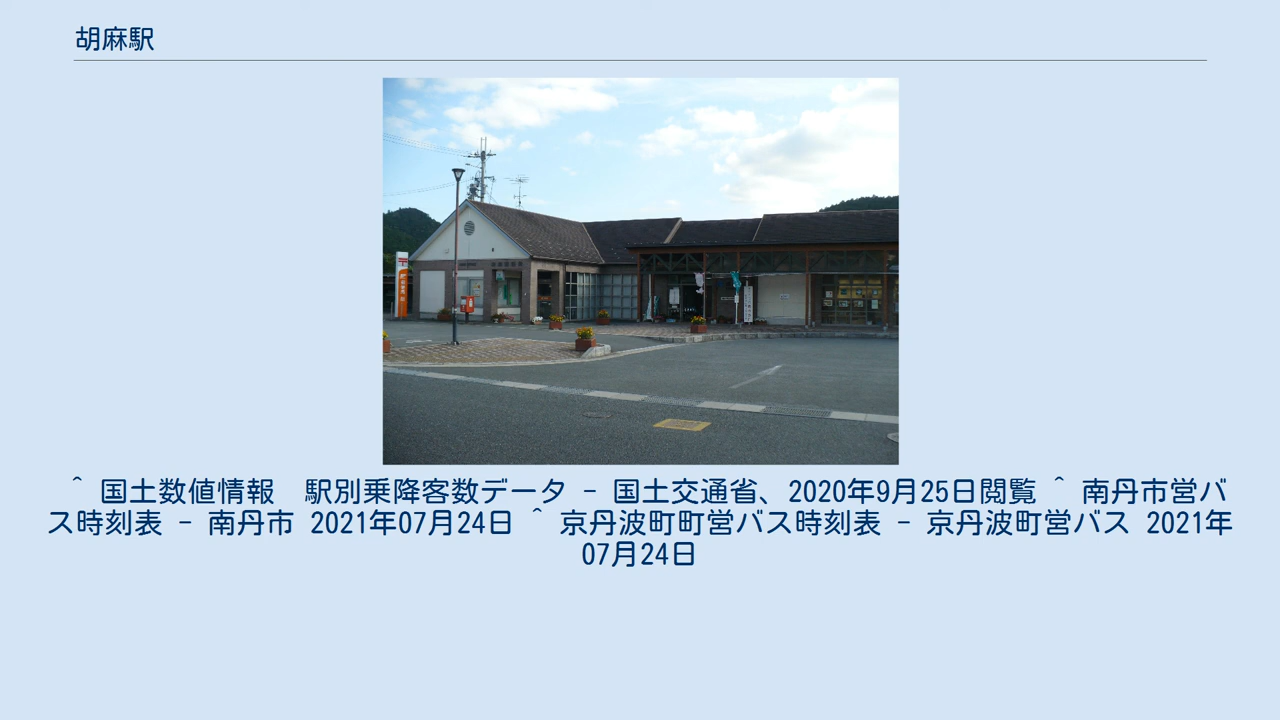 胡麻駅
^ 国土数値情報　駅別乗降客数データ - 国土交通省、2020年9月25日閲覧 ^ 南丹市営バ
ス時刻表 - 南丹市 2021年07月24日 ^ 京丹波町町営バス時刻表 - 京丹波町営バス 2021年
07月24日